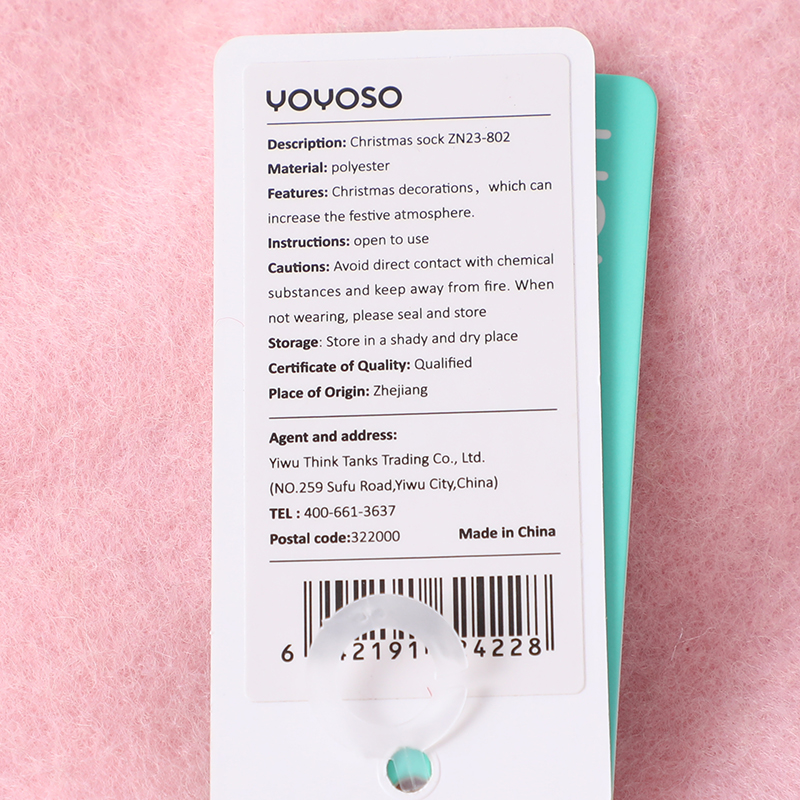 YOYOSO
Description: Christmas sock ZN23-802
Material: polyester
Features: Christmas decorations，which can
increase the festive atmosphere.
Instructions: open to use
Cautions: Avoid direct contact with chemical
substances and keep away from fire. When
not wearing, please seal and store
Storage: Store in a shady and dry place
Certificate of Quality: Qualified
Place of Origin: Zhejiang
Agent and address:
Yiwu Think Tanks Trading Co., Ltd.
(NO.259 Sufu Road,Yiwu City,China)
TEL : 400-661-3637
Postal code:322000 Made in China